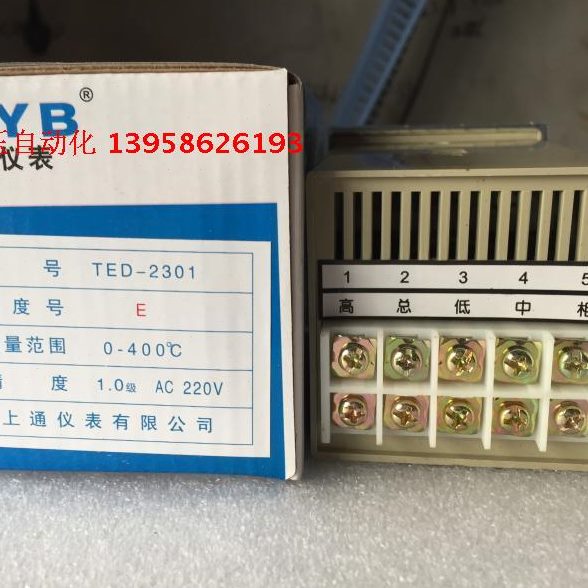 YB®
自动化 13958626193
仪表
号 TED-2301
度号 E
量范围 0-400℃
精 度 1.0级 AC 220V
上通仪表有限公司
1 2 3 4 5
高 总 低 中 相